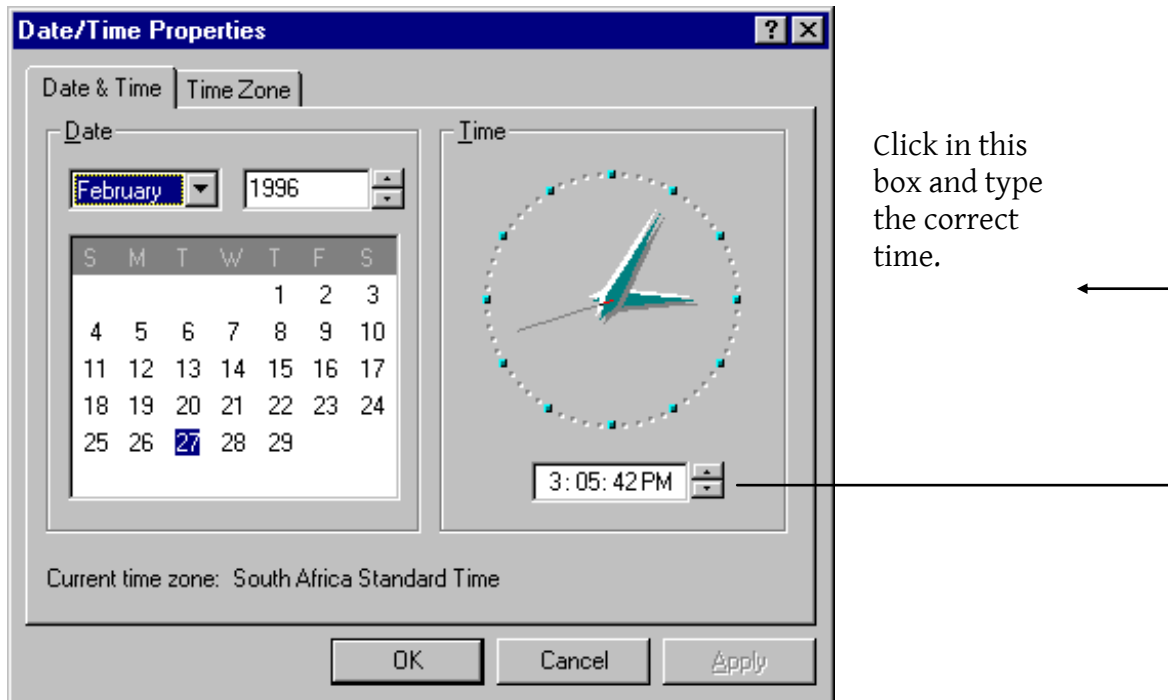 Date/Time Properties
Date & Time Time Zone
Date
February 1996
S M T W T F S
1 2 3
4 5 6 7 8 9 10
11 12 13 14 15 16 17
18 19 20 21 22 23 24
25 26 27 28 29
Time
3:05:42 PM
Current time zone: South Africa Standard Time
OK Cancel Apply
Click in this
box and type
the correct
time.